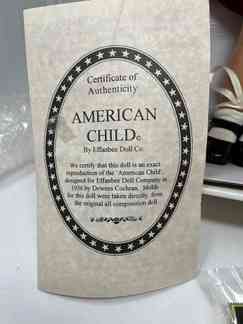 Certificate of
Authenticity
AMERICAN
CHILD©
By Effanbee Doll Co.
We certify that this doll is an exact
reproduction of the 'American Child'
designed for Effanbee Doll Company in
1936 by Dewees Cochran. Molds
for this doll were taken directly from
the original all composition doll